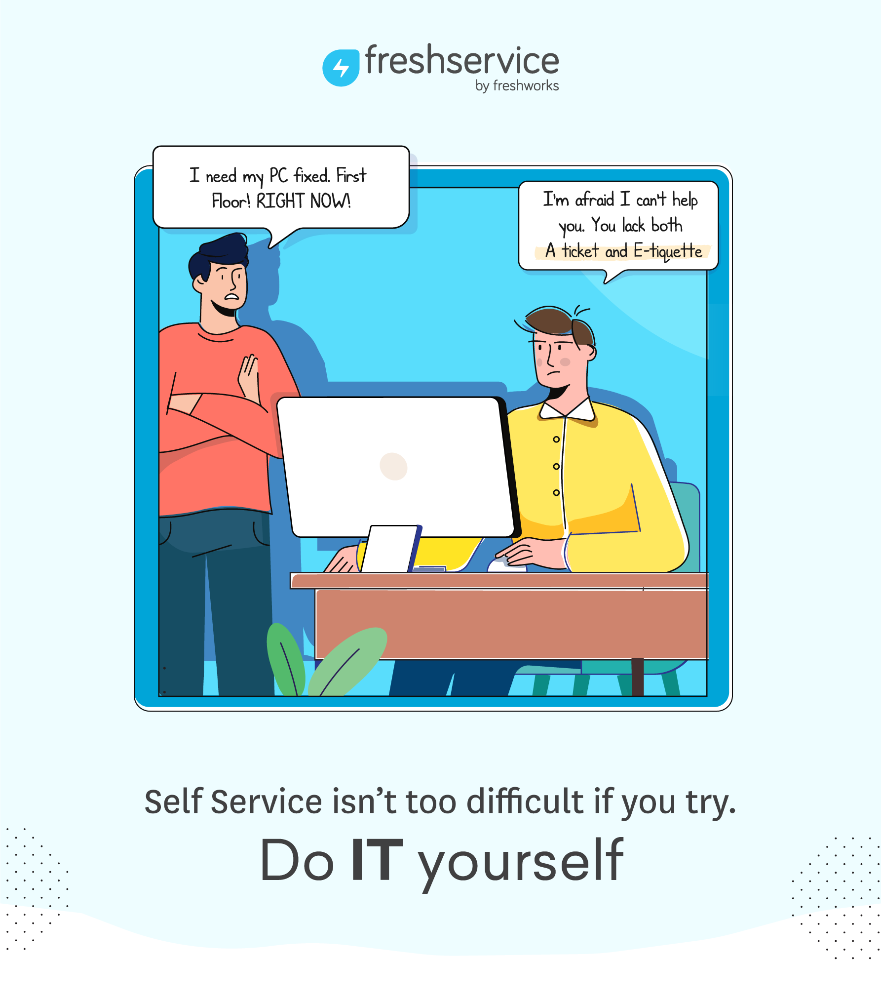 freshservice
by freshworks
I need my PC fixed. First
Floor! RIGHT NOW!
I'm afraid I can't help
you. You lack both
A ticket and E-tiquette
Self Service isn’t too difficult if you try.
Do IT yourself